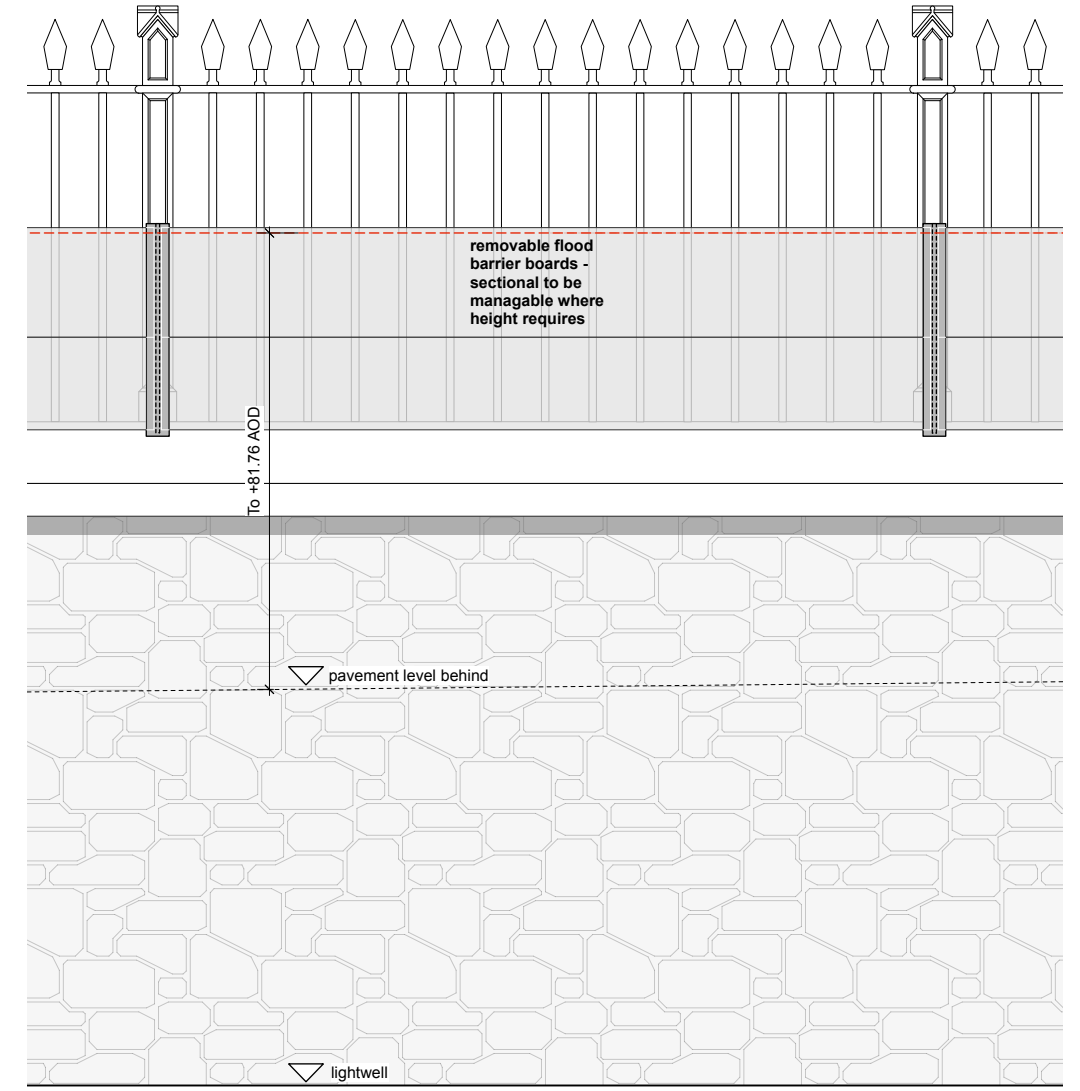 removable flood
barrier boards -
sectional to be
managable where
height requires
To +81.76 AOD
pavement level behind
lightwell